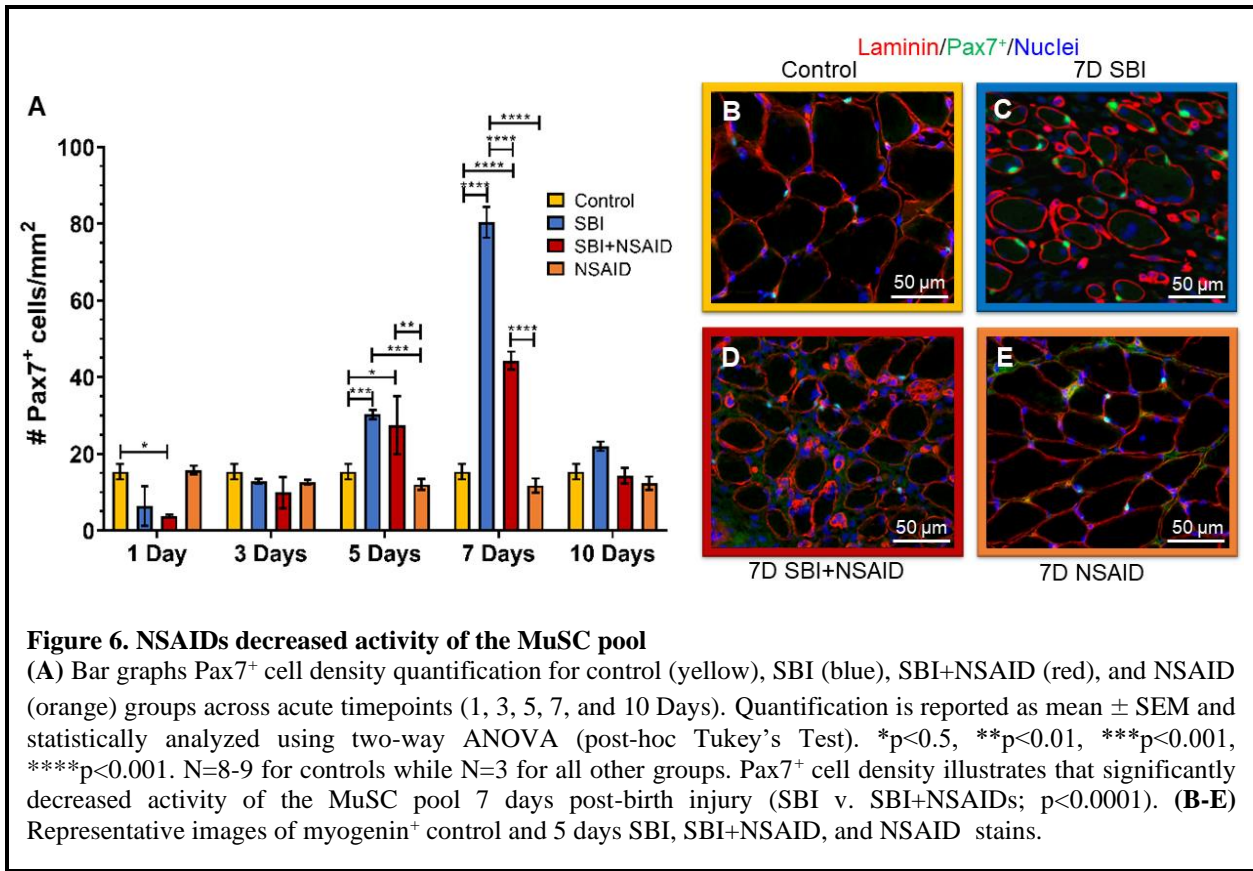 Laminin/Pax7⁺/Nuclei
Control
7D SBI
A
B
C
# Pax7⁺ cells/mm²
100
80
60
40
20
0
*
*
***
***
**
****
****
****
****
****
Control
SBI
SBI+NSAID
NSAID
1 Day
3 Days
5 Days
7 Days
10 Days
50 µm
50 µm
D
E
50 µm
50 µm
7D SBI+NSAID
7D NSAID
Figure 6. NSAIDs decreased activity of the MuSC pool
(A) Bar graphs Pax7⁺ cell density quantification for control (yellow), SBI (blue), SBI+NSAID (red), and NSAID
(orange) groups across acute timepoints (1, 3, 5, 7, and 10 Days). Quantification is reported as mean ± SEM and
statistically analyzed using two-way ANOVA (post-hoc Tukey's Test). *p<0.5, **p<0.01, ***p<0.001,
****p<0.001. N=8-9 for controls while N=3 for all other groups. Pax7⁺ cell density illustrates that significantly
decreased activity of the MuSC pool 7 days post-birth injury (SBI v. SBI+NSAIDs; p<0.0001). (B-E)
Representative images of myogenin⁺ control and 5 days SBI, SBI+NSAID, and NSAID stains.